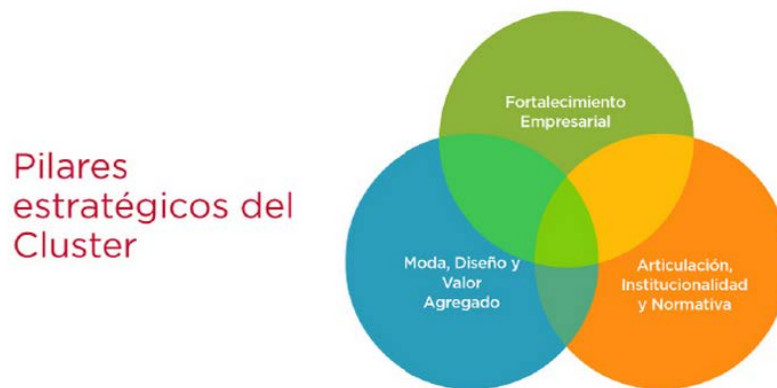 Pilares
estratégicos del
Cluster
Fortalecimiento
Empresarial
Moda, Diseño y
Valor
Agregado
Articulación,
Institucionalidad
y Normativa